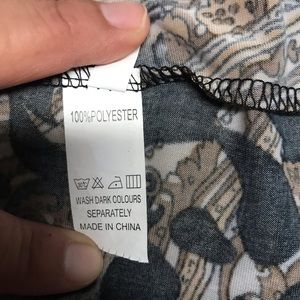 100%POLYESTER
WASH DARK COLOURS
SEPARATELY
MADE IN CHINA